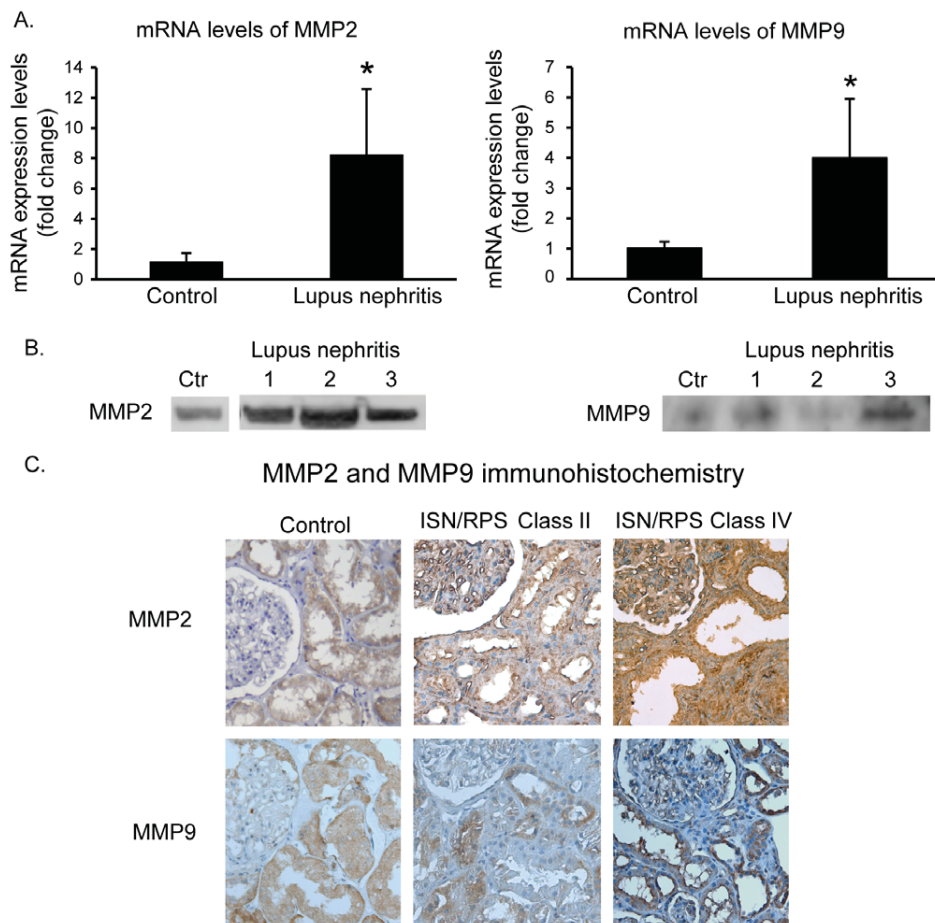 A.
mRNA levels of MMP2
mRNA expression levels
(fold change)
14
12
10
8
6
4
2
0
*
Control Lupus nephritis
mRNA levels of MMP9
mRNA expression levels
(fold change)
7
6
5
4
3
2
1
0
*
Control Lupus nephritis
B.
Lupus nephritis
Ctr 1 2 3
MMP2
Lupus nephritis
Ctr 1 2 3
MMP9
C.
MMP2 and MMP9 immunohistochemistry
Control ISN/RPS Class II ISN/RPS Class IV
MMP2
MMP9